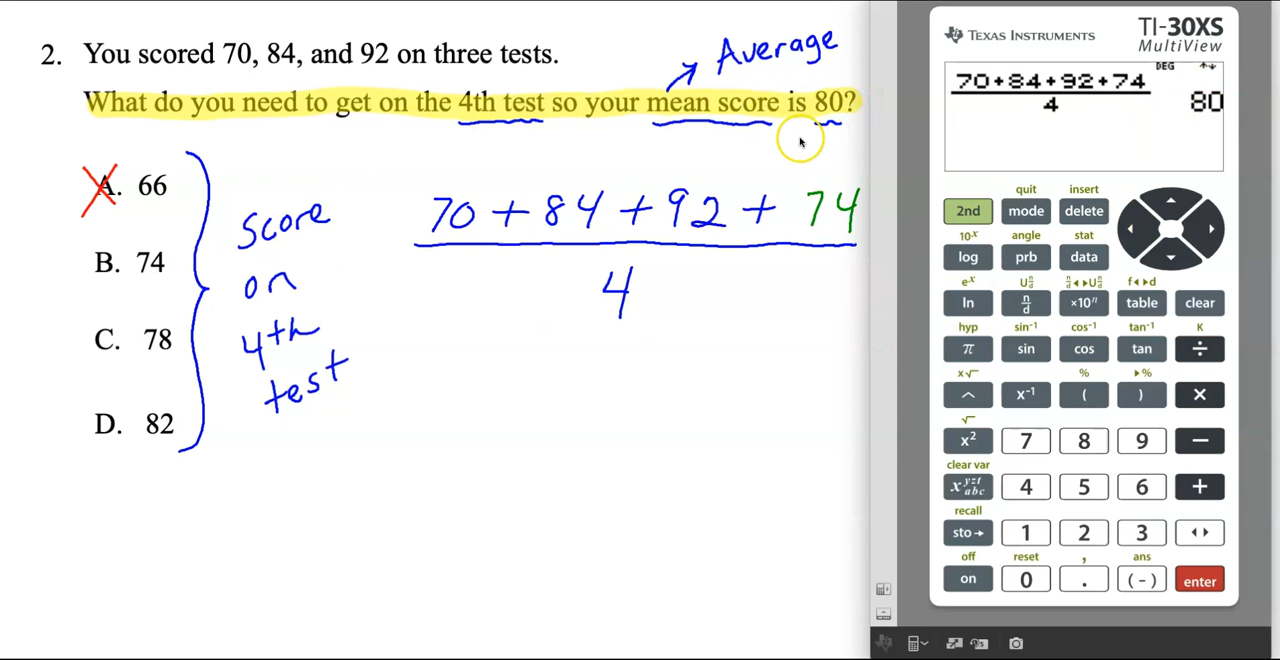 2. You scored 70, 84, and 92 on three tests.
Average
What do you need to get on the 4th test so your mean score is 80?
A. 66
B. 74
C. 78
D. 82
Score
on
4th
test
70 + 84 + 92 + 74
4
TEXAS INSTRUMENTS
TI-30XS
MultiView
DEG
70+84+92+74
4
80
quit insert
2nd mode delete
10^x angle stat
log prb data
e^x U n/d n/d ◄► U n/d f◄►d
ln n/d ×10^n table clear
hyp sin⁻¹ cos⁻¹ tan⁻¹ K
π sin cos tan ÷
x√ % ►%
^ x⁻¹ ( ) ×
√
x² 7 8 9 −
clear var
x yzt abc 4 5 6 +
recall
sto→ 1 2 3 ◄►
off reset , ans
on 0 . (-) enter